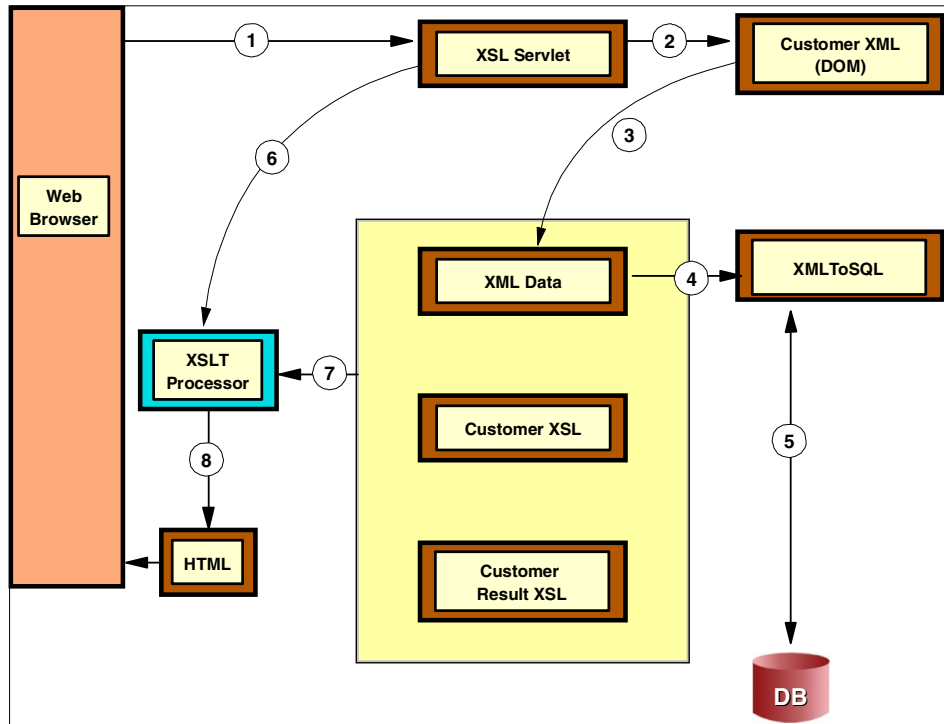 1
XSL Servlet
2
Customer XML
(DOM)
3
6
Web
Browser
XML Data
4
XMLToSQL
XSLT
Processor
7
Customer XSL
5
8
HTML
Customer
Result XSL
DB